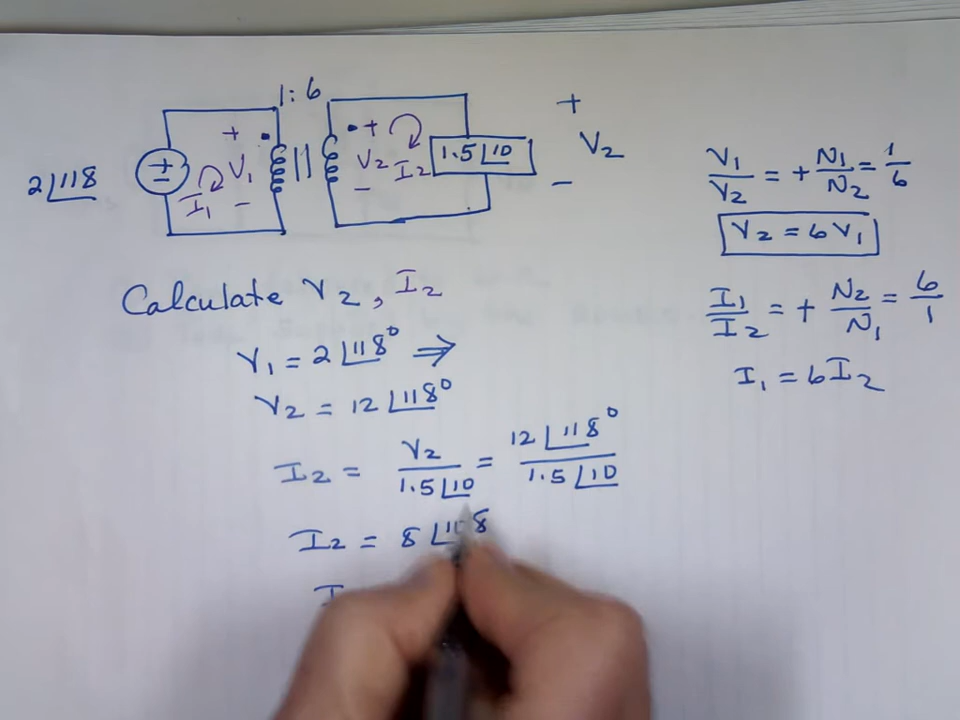 1:6
2∠118
+
V1
-
I1
+
V2
-
I2
1.5∠10
+
V2
-
V1/V2 = + N1/N2 = 1/6
V2 = 6V1
I1/I2 = + N2/N1 = 6/1
I1 = 6I2
Calculate V2, I2
V1 = 2∠118° ⇒
V2 = 12∠118°
I2 = V2/1.5∠10 = 12∠118°/1.5∠10
I2 = 8∠118